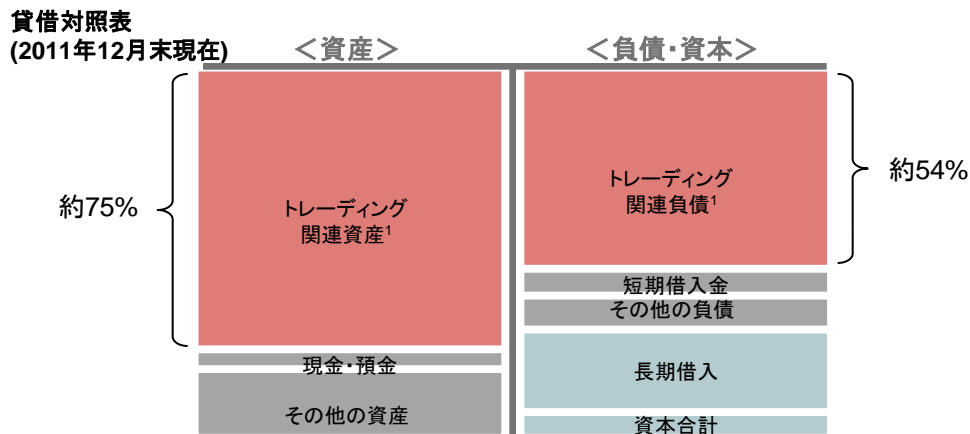 貸借対照表
(2011年12月末現在)
＜資産＞
＜負債・資本＞
約75%
トレーディング
関連資産1
現金・預金
その他の資産
トレーディング
関連負債1
約54%
短期借入金
その他の負債
長期借入
資本合計